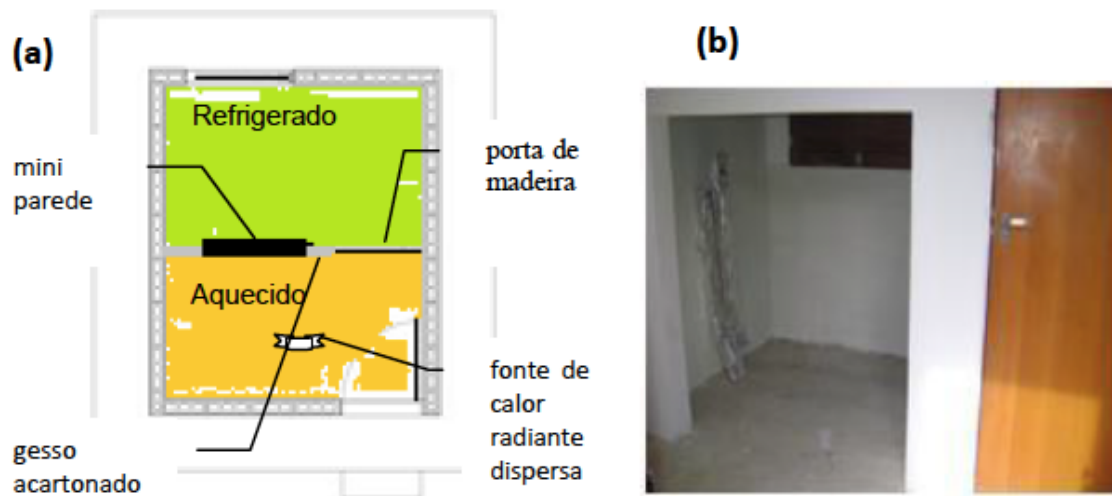 (a)
Refrigerado
mini
parede
porta de
madeira
Aquecido
gesso
acartonado
fonte de
calor
radiante
dispersa
(b)